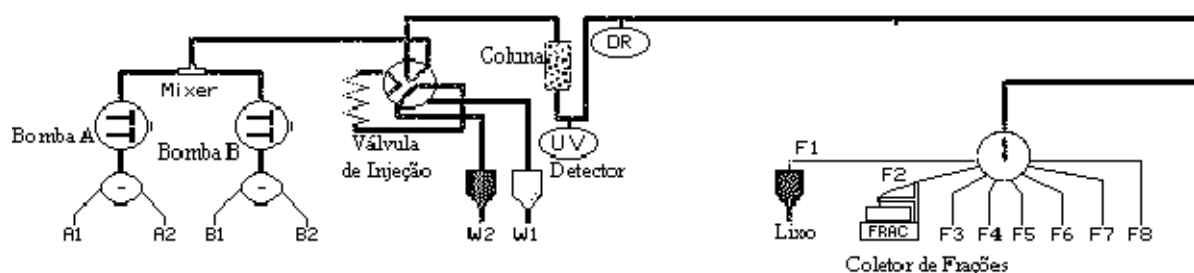 DR
Coluna
Mixer
Bomba A
Bomba B
Válvula
de Injeção
UV
Detector
A1
A2
B1
B2
W2
W1
F1
F2
FRAC
Lixo
F3
F4
F5
F6
F7
F8
Coletor de Frações